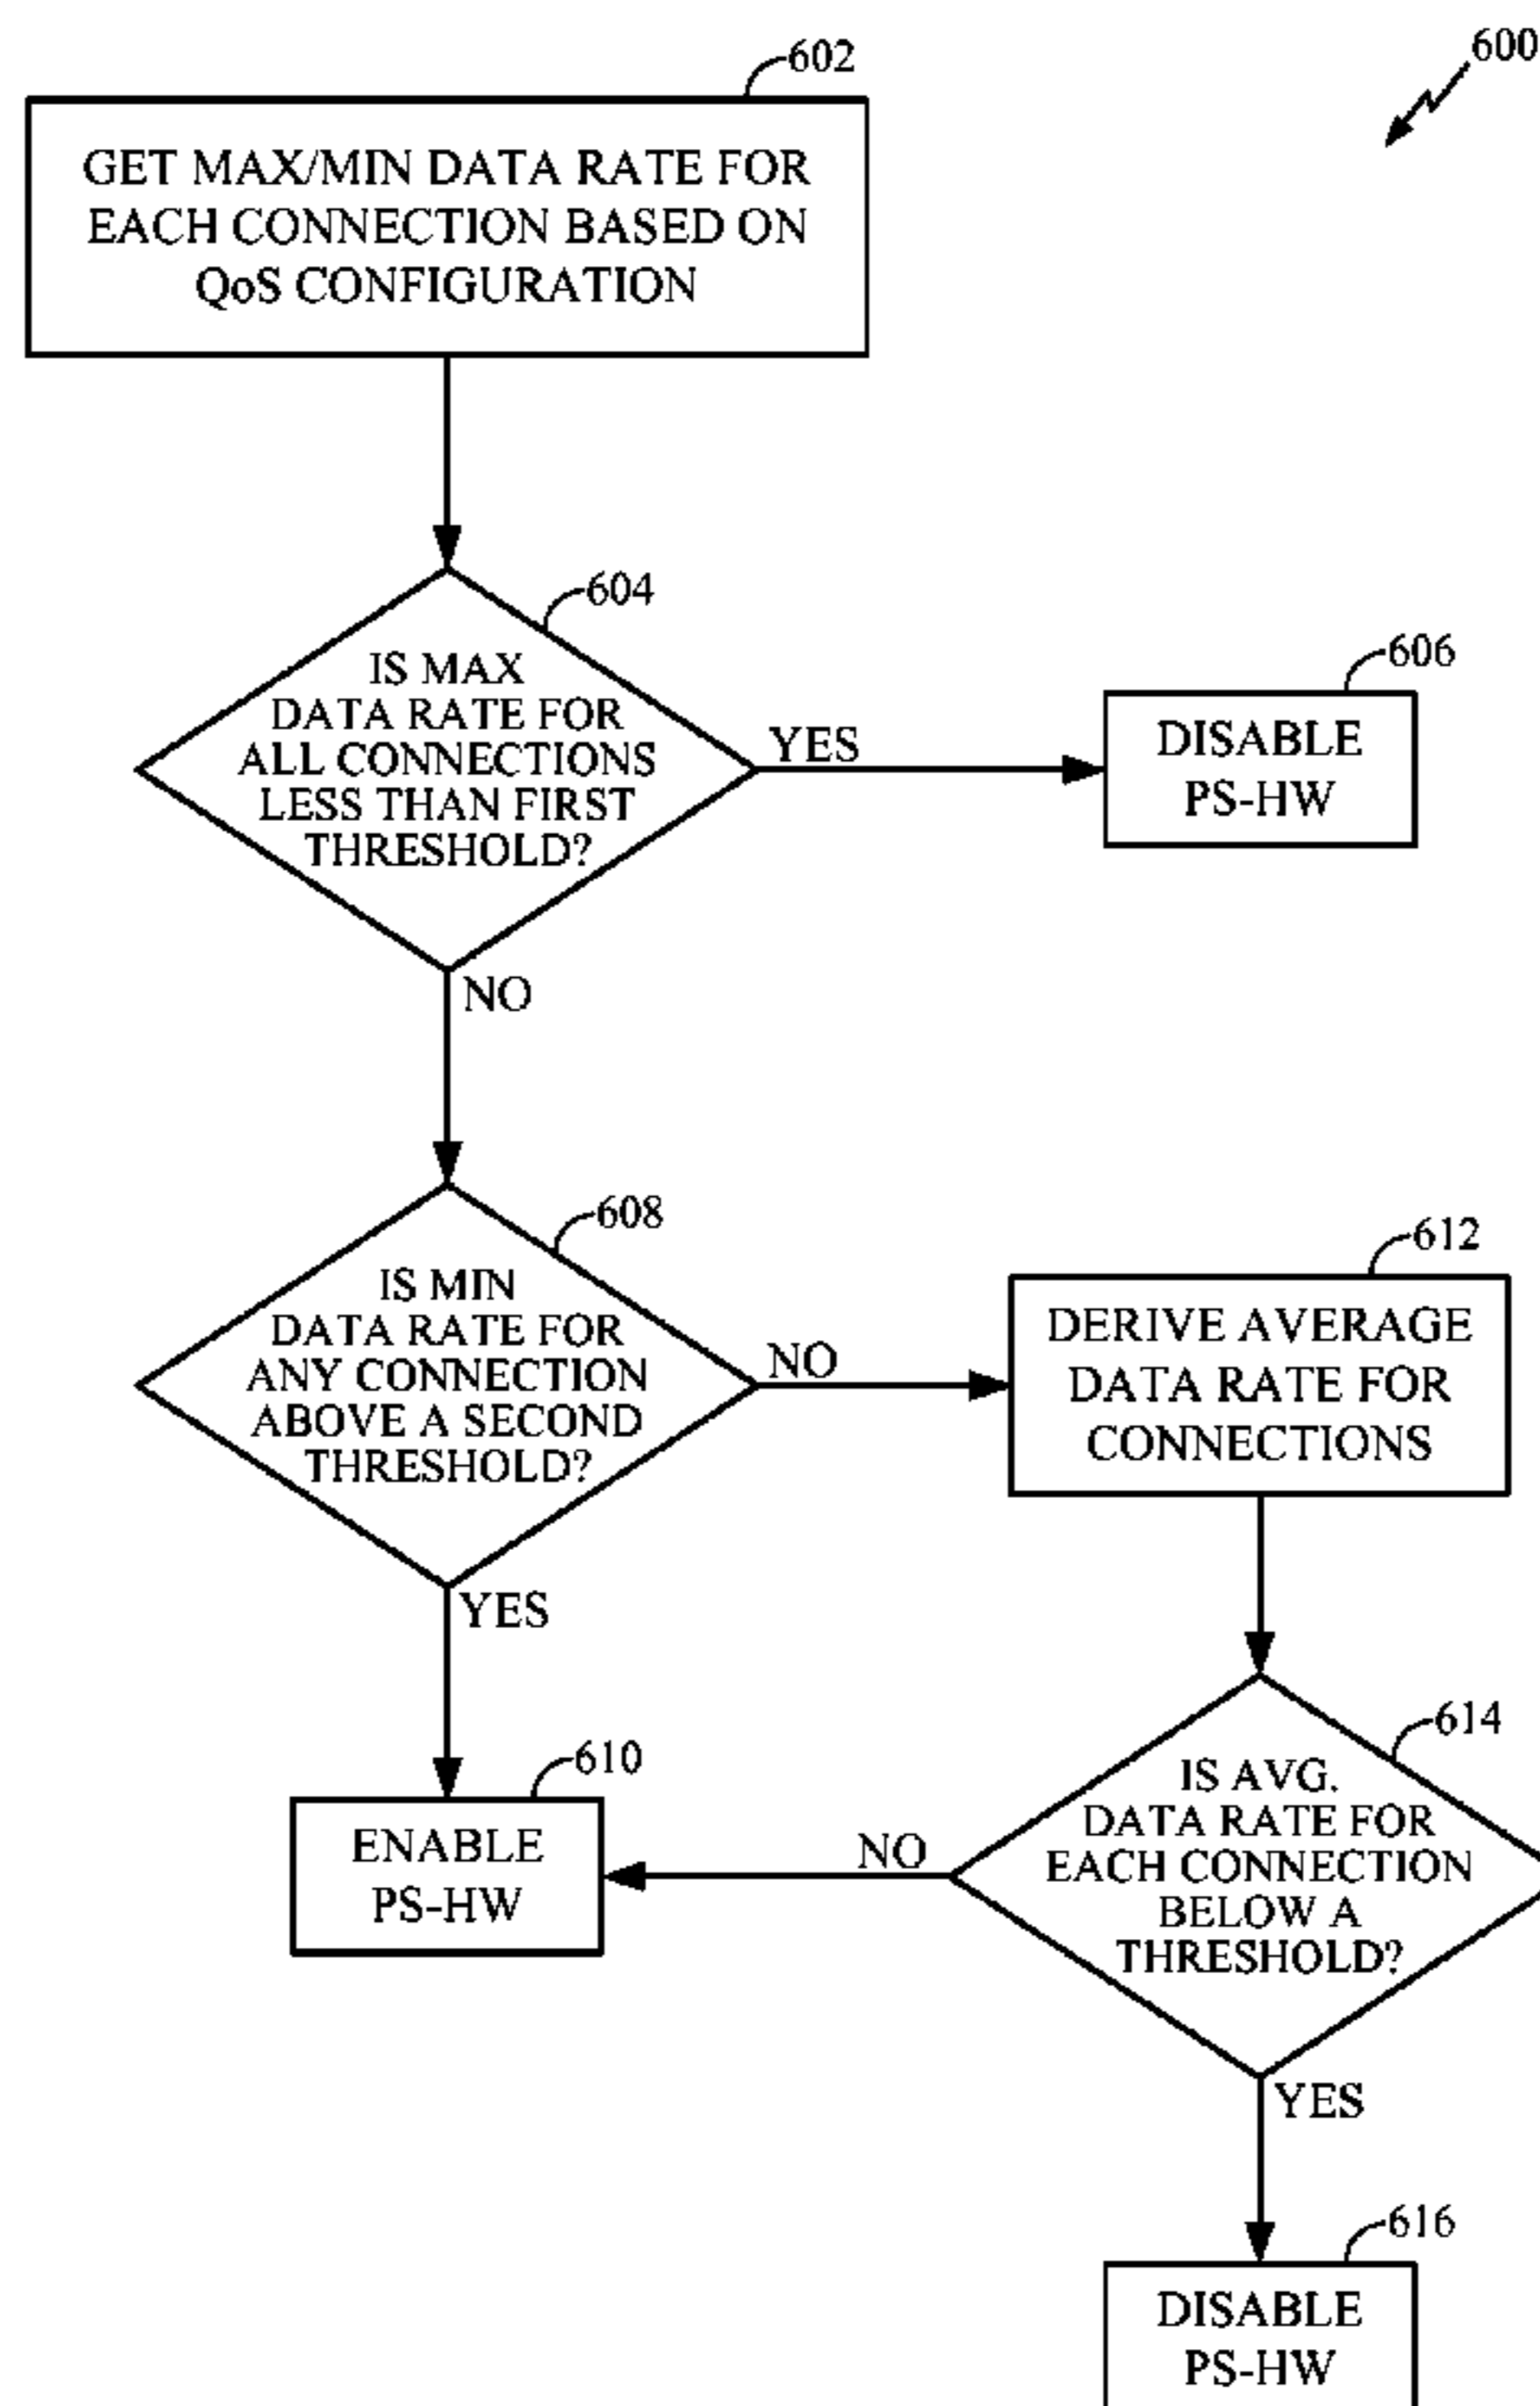 600
602
GET MAX/MIN DATA RATE FOR
EACH CONNECTION BASED ON
QoS CONFIGURATION
604
IS MAX
DATA RATE FOR
ALL CONNECTIONS
LESS THAN FIRST
THRESHOLD?
YES
606
DISABLE
PS-HW
NO
608
IS MIN
DATA RATE FOR
ANY CONNECTION
ABOVE A SECOND
THRESHOLD?
NO
612
DERIVE AVERAGE
DATA RATE FOR
CONNECTIONS
YES
610
ENABLE
PS-HW
NO
614
IS AVG.
DATA RATE FOR
EACH CONNECTION
BELOW A
THRESHOLD?
YES
616
DISABLE
PS-HW